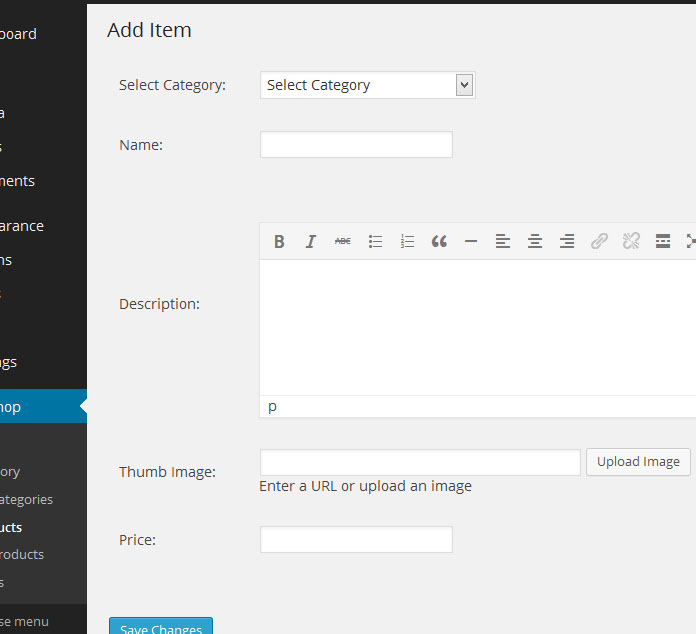 Add Item
Select Category:
Select Category
Name:
B I ABC
Description:
p
Thumb Image:
Upload Image
Enter a URL or upload an image
Price:
Save Changes
board
a
s
ments
arance
ns
s
ngs
hop
ory
ategories
ucts
roducts
s
se menu